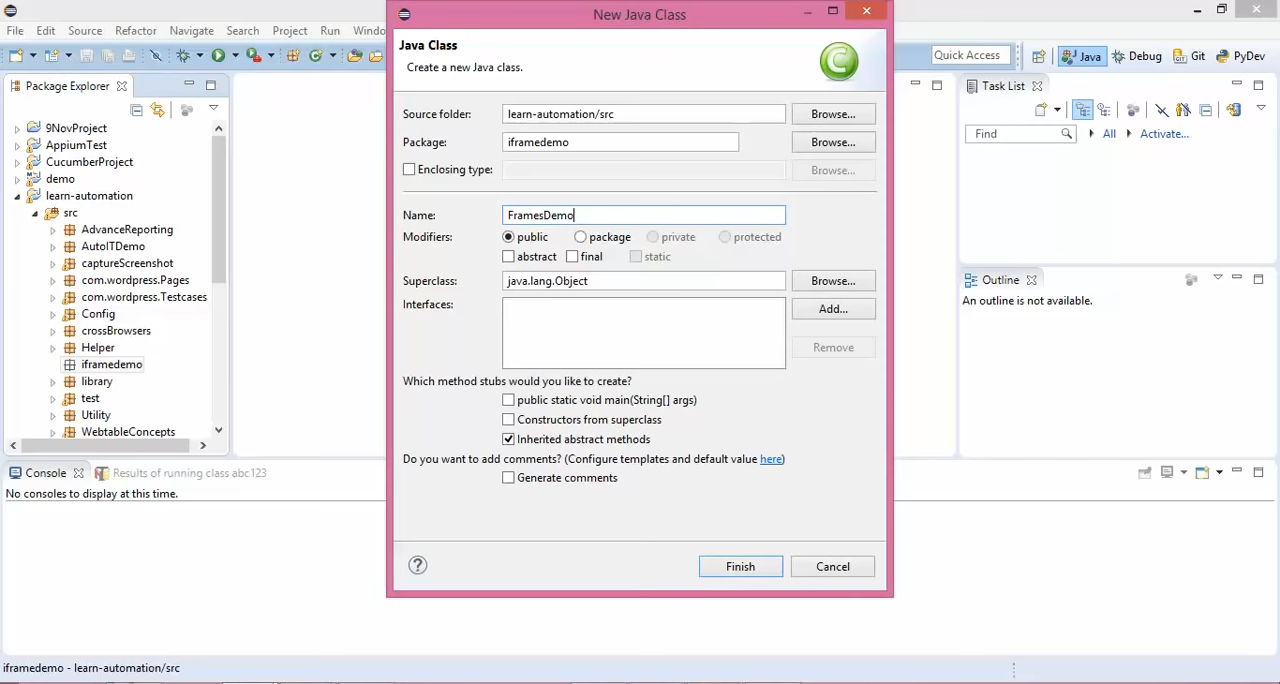 New Java Class
File Edit Source Refactor Navigate Search Project Run Windo
Quick Access
Java Debug Git PyDev
Package Explorer
9NovProject
AppiumTest
CucumberProject
demo
learn-automation
src
AdvanceReporting
AutoITDemo
captureScreenshot
com.wordpress.Pages
com.wordpress.Testcases
Config
crossBrowsers
Helper
iframedemo
library
test
Utility
WebtableConcepts
Java Class
Create a new Java class.
Source folder: learn-automation/src Browse...
Package: iframedemo Browse...
Enclosing type: Browse...
Name: FramesDemo
Modifiers: public package private protected
abstract final static
Superclass: java.lang.Object Browse...
Interfaces: Add...
Remove
Which method stubs would you like to create?
public static void main(String[] args)
Constructors from superclass
Inherited abstract methods
Do you want to add comments? (Configure templates and default value here)
Generate comments
Finish Cancel
Task List
Find All Activate...
Outline
An outline is not available.
Console Results of running class abc123
No consoles to display at this time.
iframedemo - learn-automation/src